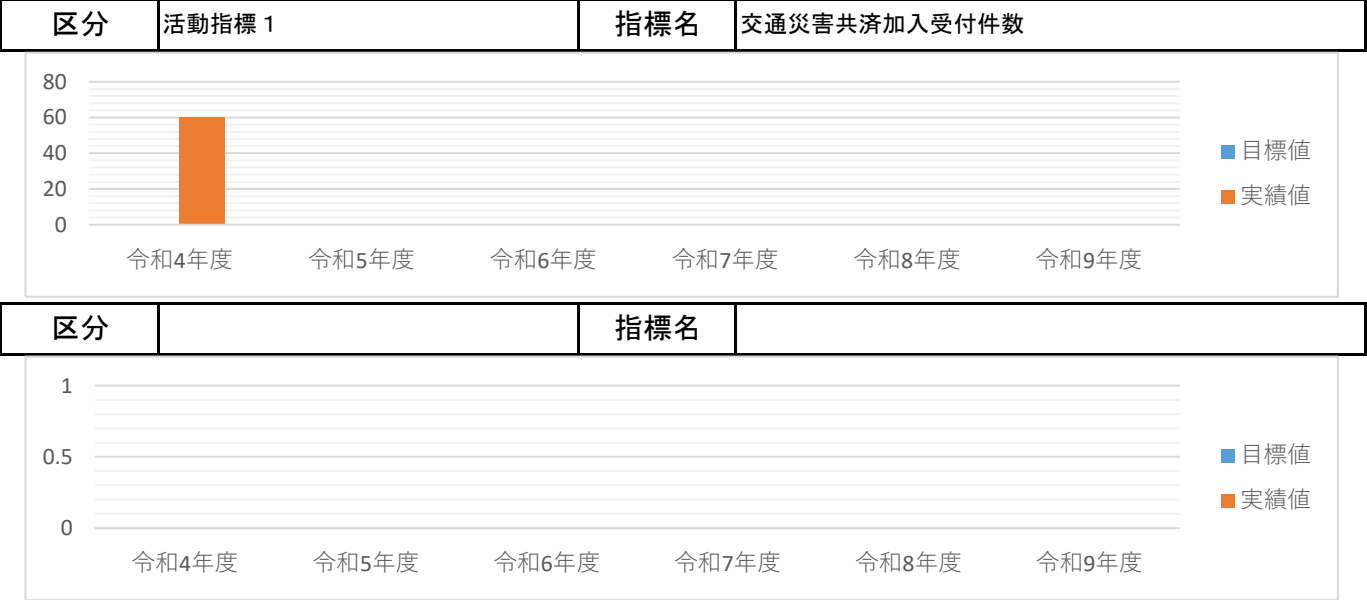 区分 活動指標１ 指標名 交通災害共済加入受付件数
80
60
40
20
0
目標値
実績値
令和4年度 令和5年度 令和6年度 令和7年度 令和8年度 令和9年度
区分 指標名
1
0.5
0
目標値
実績値
令和4年度 令和5年度 令和6年度 令和7年度 令和8年度 令和9年度